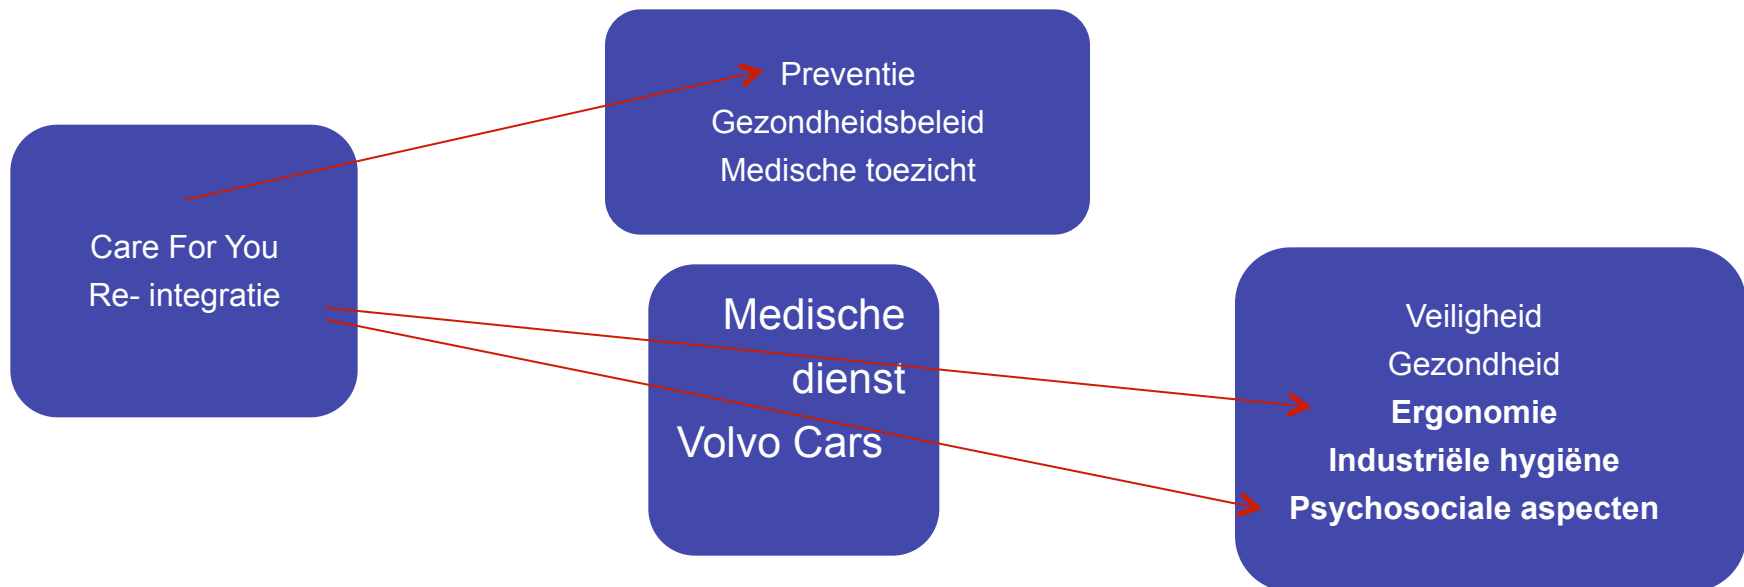 Preventie
Gezondheidsbeleid
Medische toezicht
Care For You
Re- integratie
Medische
dienst
Volvo Cars
Veiligheid
Gezondheid
Ergonomie
Industriële hygiëne
Psychosociale aspecten